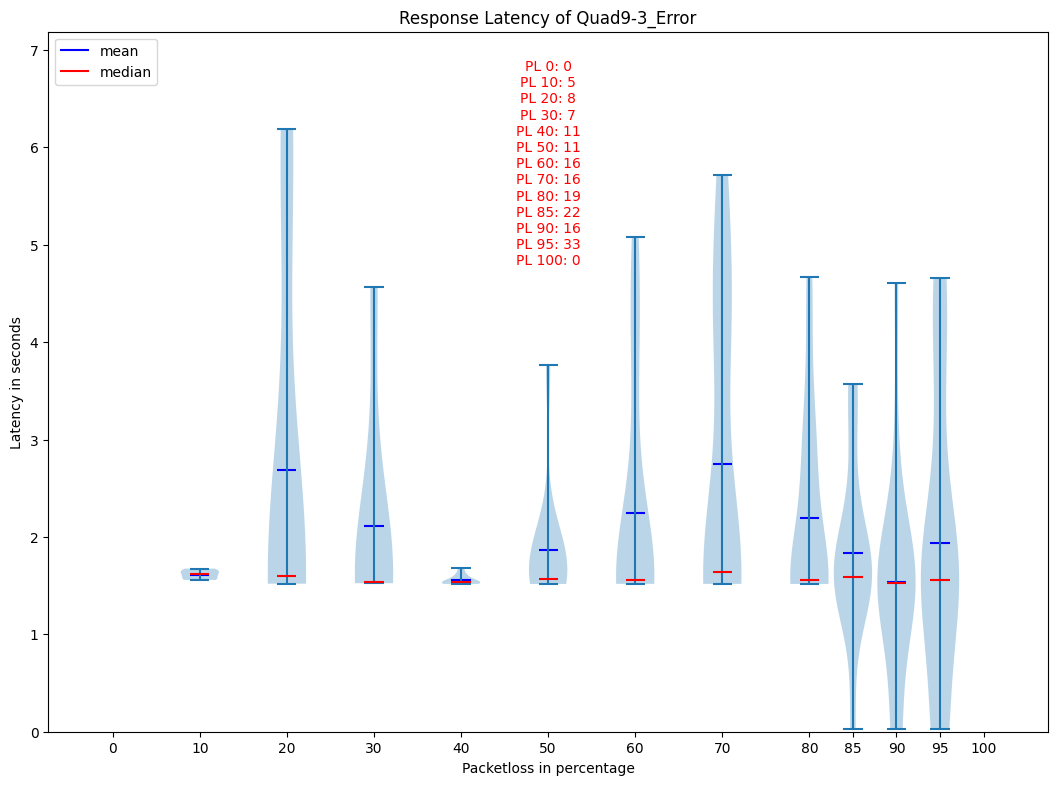 Response Latency of Quad9-3_Error
mean
median
PL 0: 0
PL 10: 5
PL 20: 8
PL 30: 7
PL 40: 11
PL 50: 11
PL 60: 16
PL 70: 16
PL 80: 19
PL 85: 22
PL 90: 16
PL 95: 33
PL 100: 0
Latency in seconds
7
6
5
4
3
2
1
0
0 10 20 30 40 50 60 70 80 85 90 95 100
Packetloss in percentage